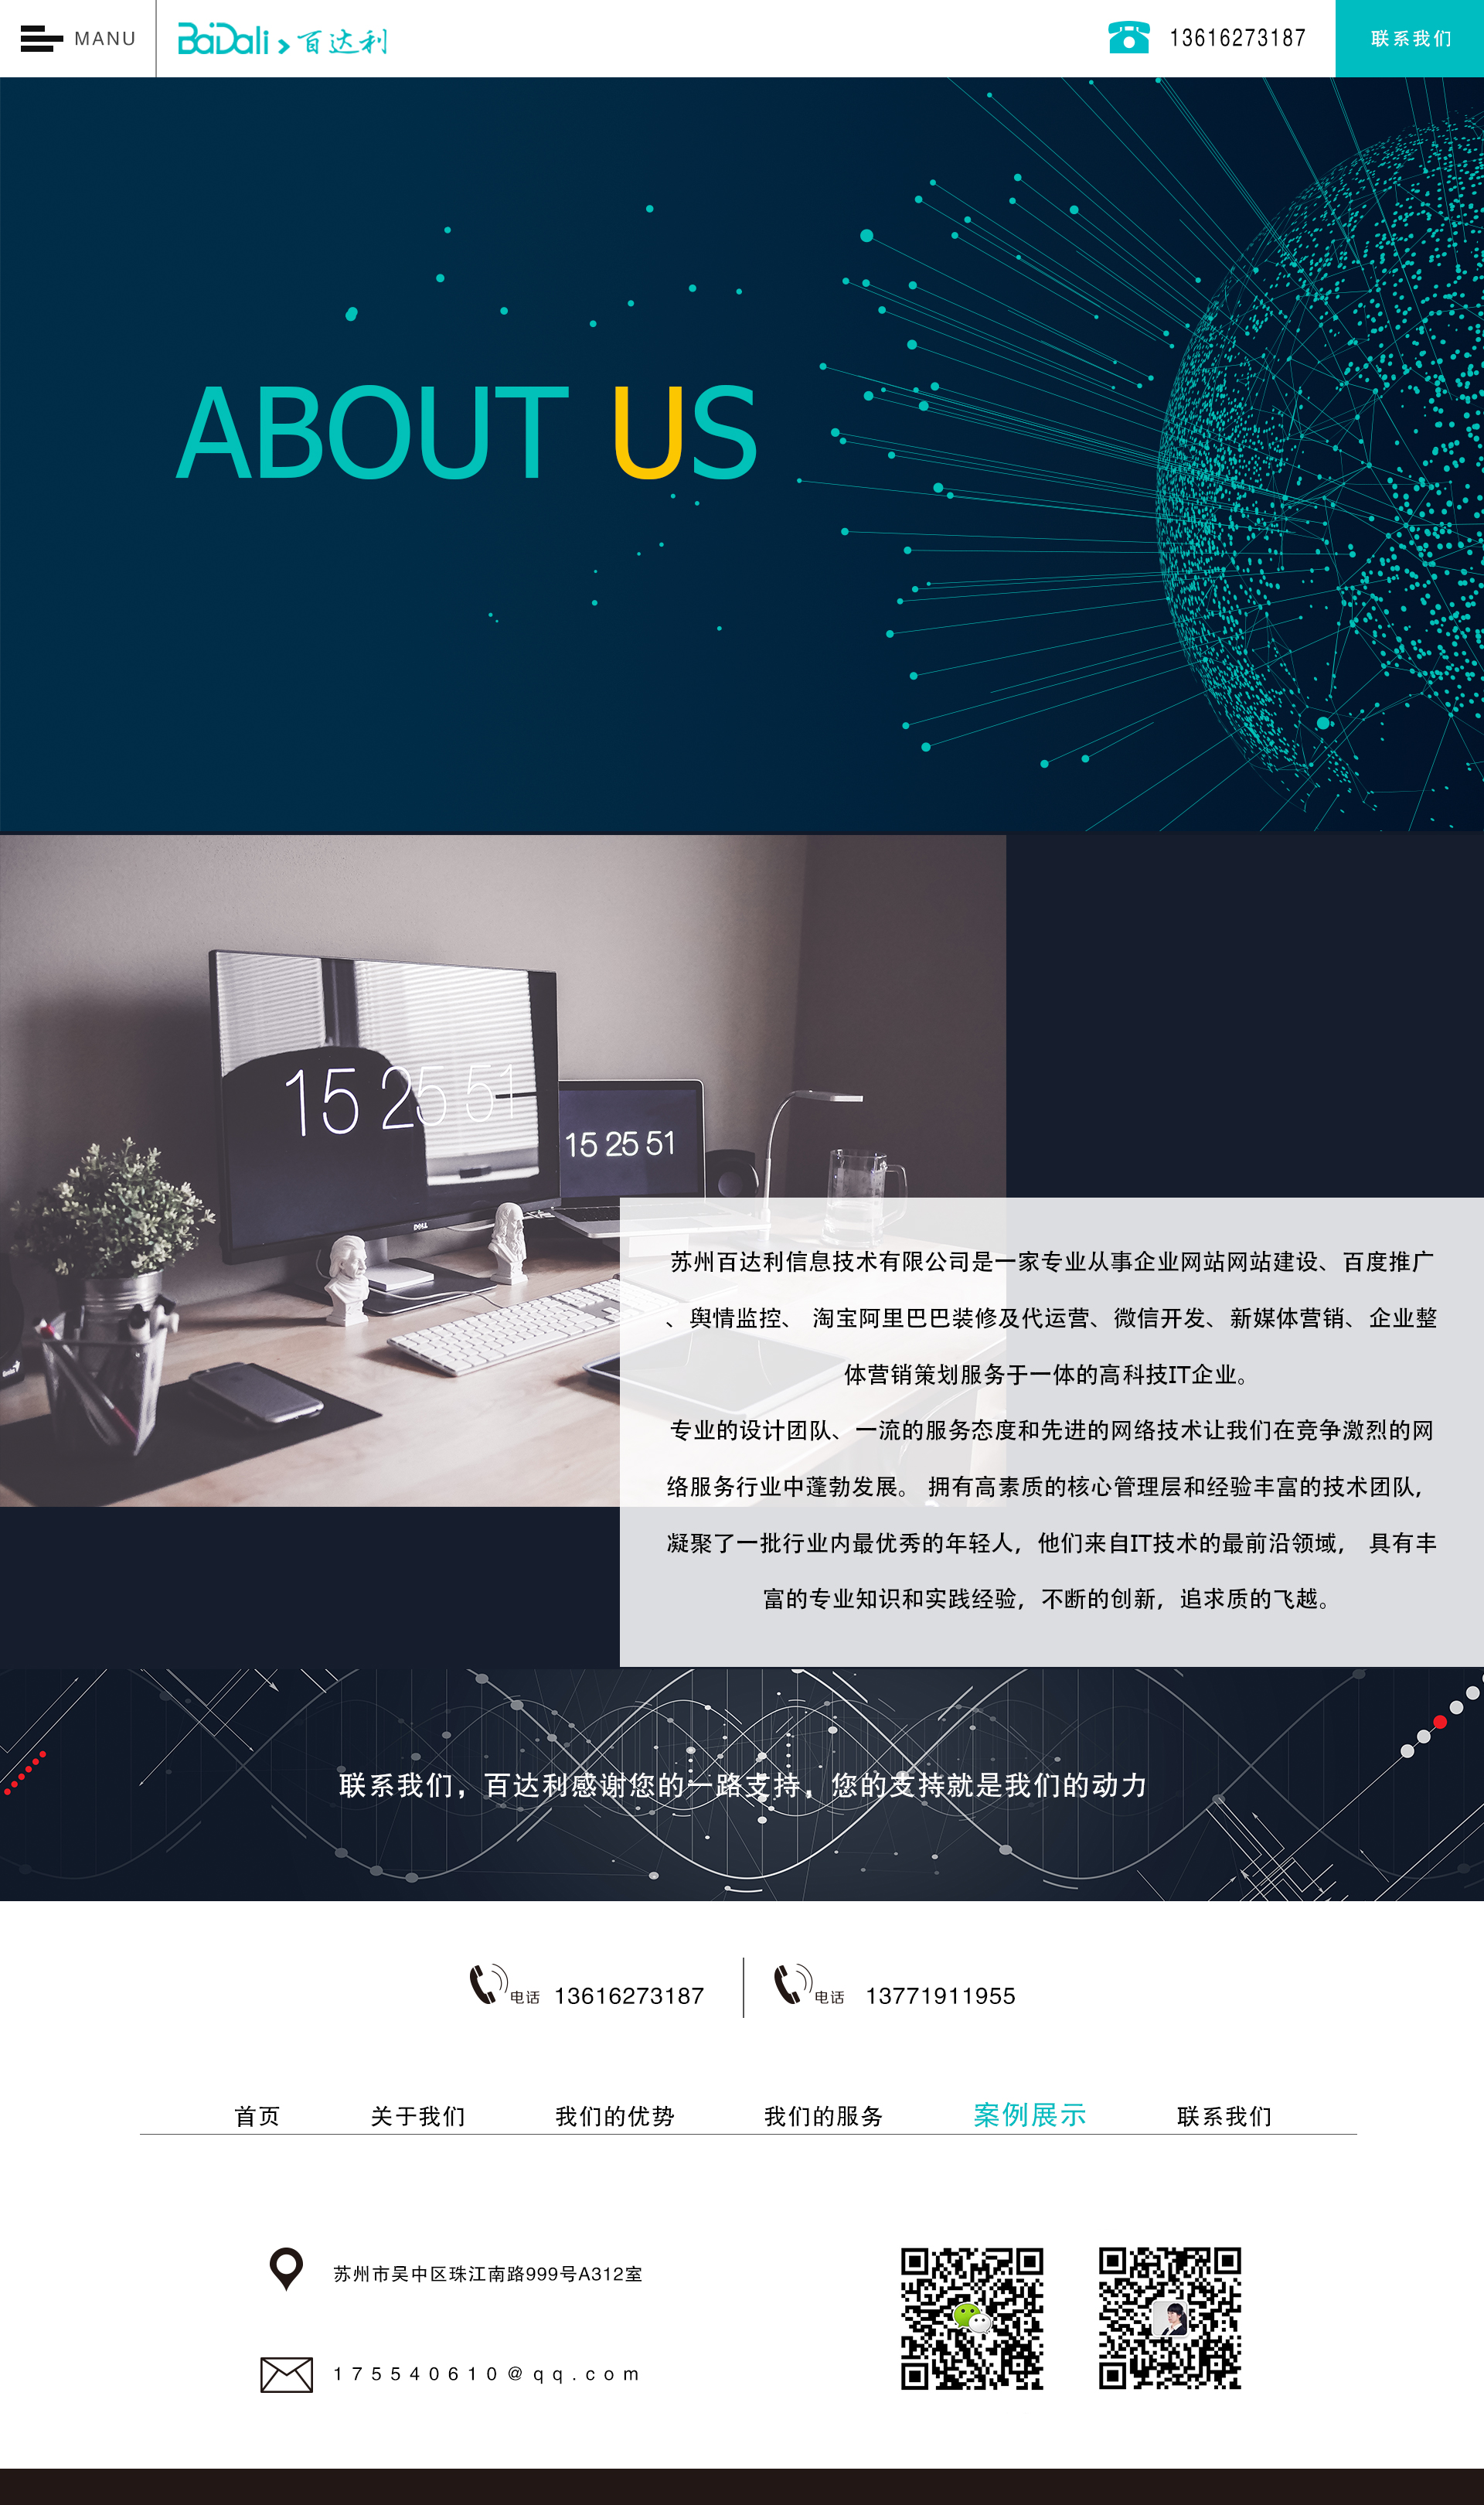 MANU
BaiDali 百达利
13616273187
联系我们
ABOUT US
15 25 51
15 25 51
DELL
苏州百达利信息技术有限公司是一家专业从事企业网站网站建设、百度推广
、舆情监控、 淘宝阿里巴巴装修及代运营、微信开发、新媒体营销、企业整
体营销策划服务于一体的高科技IT企业。
专业的设计团队、一流的服务态度和先进的网络技术让我们在竞争激烈的网
络服务行业中蓬勃发展。 拥有高素质的核心管理层和经验丰富的技术团队,
凝聚了一批行业内最优秀的年轻人, 他们来自IT技术的最前沿领域, 具有丰
富的专业知识和实践经验, 不断的创新, 追求质的飞越。
联系我们, 百达利感谢您的一路支持, 您的支持就是我们的动力
电话 13616273187
电话 13771911955
首页
关于我们
我们的优势
我们的服务
案例展示
联系我们
苏州市吴中区珠江南路999号A312室
175540610@qq.com